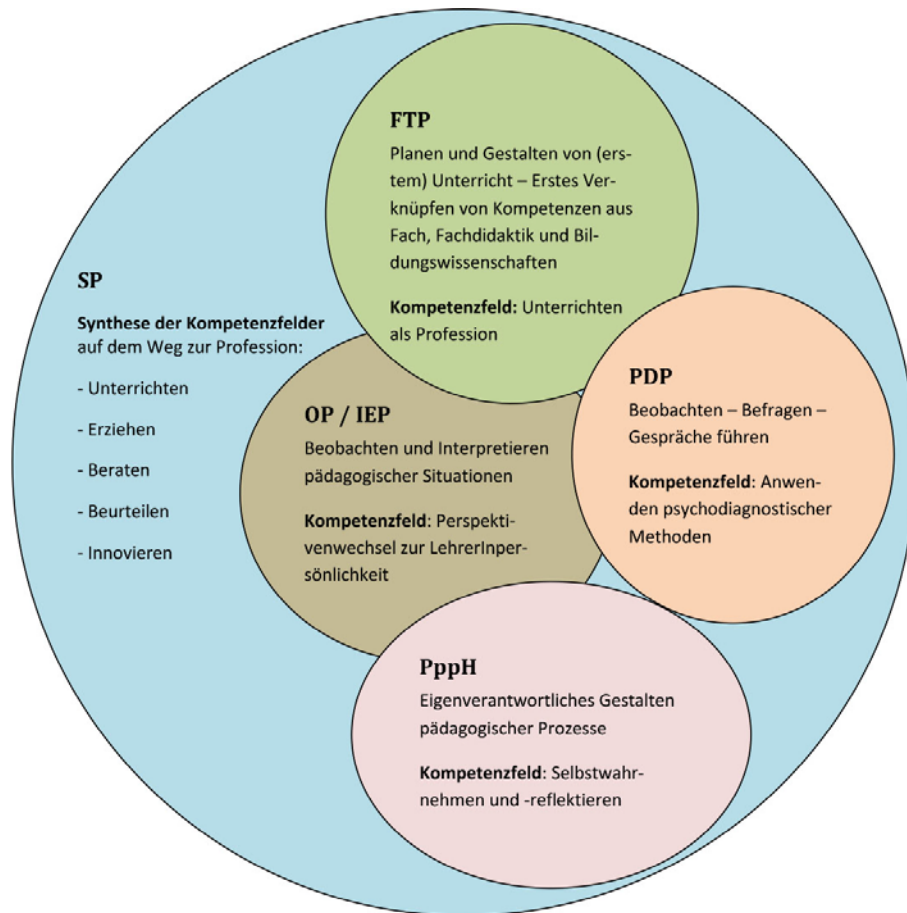 FTP
Planen und Gestalten von (ers-
tem) Unterricht – Erstes Ver-
knüpfen von Kompetenzen aus
Fach, Fachdidaktik und Bil-
dungswissenschaften
Kompetenzfeld: Unterrichten
als Profession
SP
Synthese der Kompetenzfelder
auf dem Weg zur Profession:
- Unterrichten
- Erziehen
- Beraten
- Beurteilen
- Innovieren
OP / IEP
Beobachten und Interpretieren
pädagogischer Situationen
Kompetenzfeld: Perspekti-
venwechsel zur LehrerInper-
sönlichkeit
PDP
Beobachten – Befragen –
Gespräche führen
Kompetenzfeld: Anwen-
den psychodiagnostischer
Methoden
PppH
Eigenverantwortliches Gestalten
pädagogischer Prozesse
Kompetenzfeld: Selbstwahr-
nehmen und -reflektieren